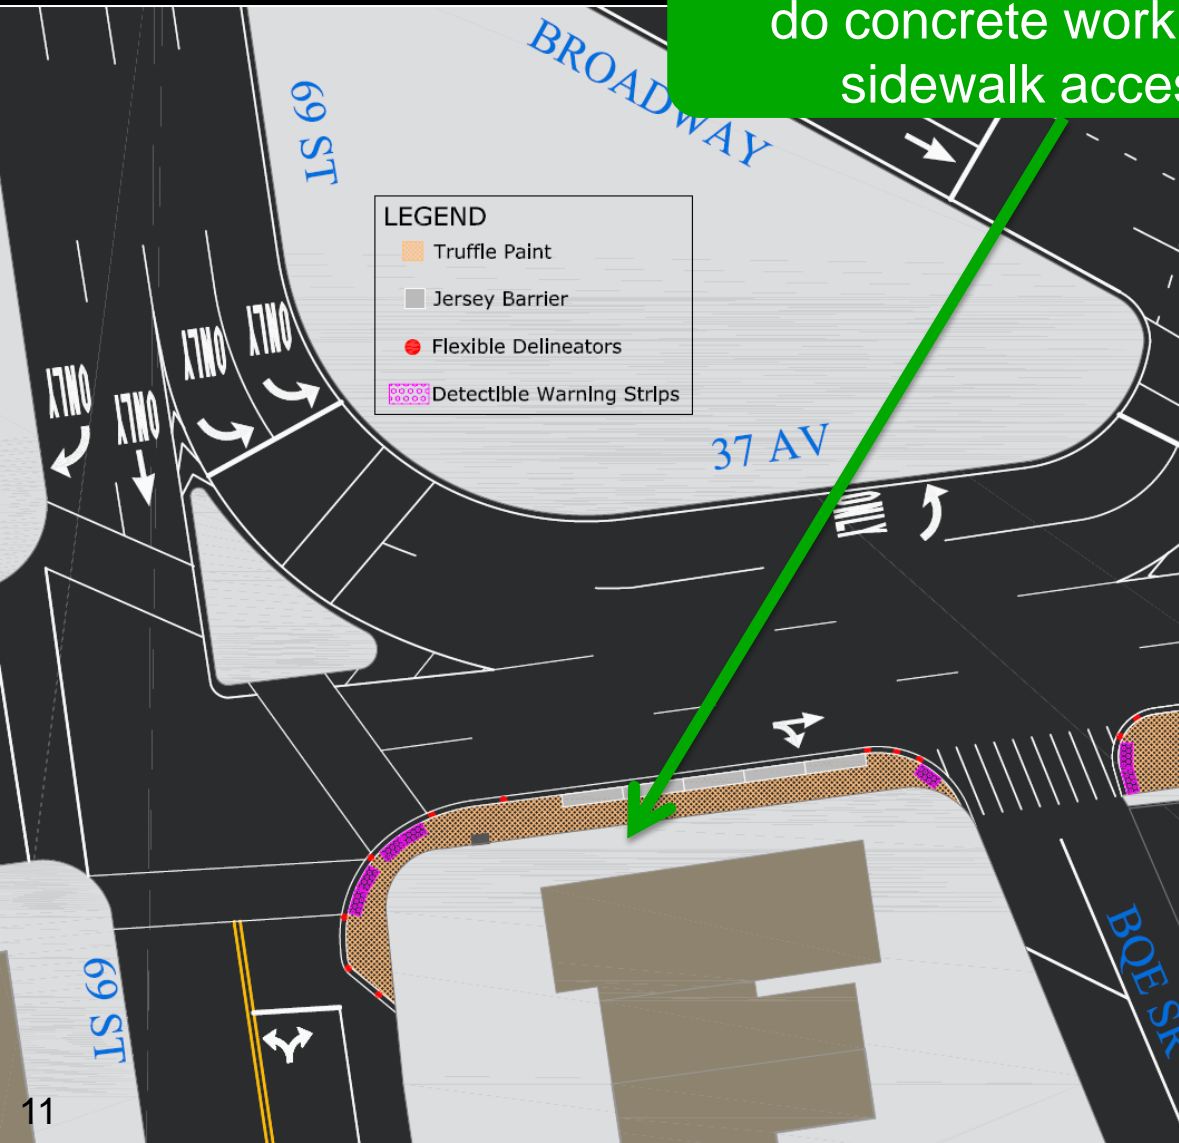 do concrete work
sidewalk acces
BROADWAY
69 ST
LEGEND
Truffle Paint
Jersey Barrier
Flexible Delineators
Detectible Warning Strips
ONLY
ONLY
ONLY
ONLY
37 AV
ONLY
69 ST
BQE SR
11